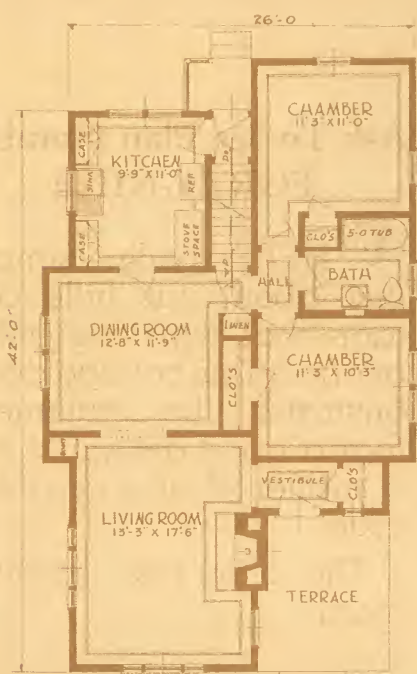 26'-0
CHAMBER
11'-3" X 11'-0"
CASE
KITCHEN
9'-9" X 11'-0"
SINK
REF
CASE
STOVE
SPACE
Dn
UP
CLO'S
5-0 TUB
HALL
BATH
42'-0"
DINING ROOM
12'-8" X 11'-9"
LINEN
CLO'S
CHAMBER
11'-3" X 10'-3"
VESTIBULE
CLO'S
LIVING ROOM
13'-3" X 17'-6"
TERRACE